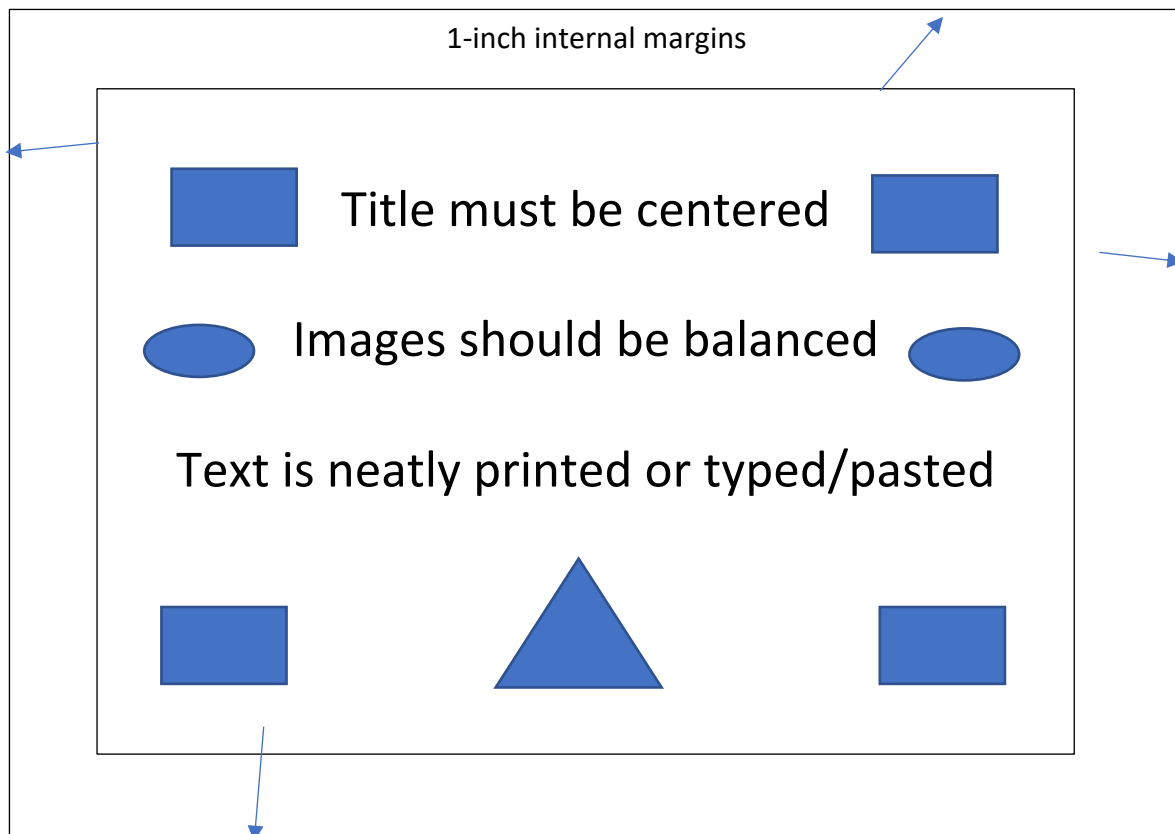 1-inch internal margins
Title must be centered
Images should be balanced
Text is neatly printed or typed/pasted